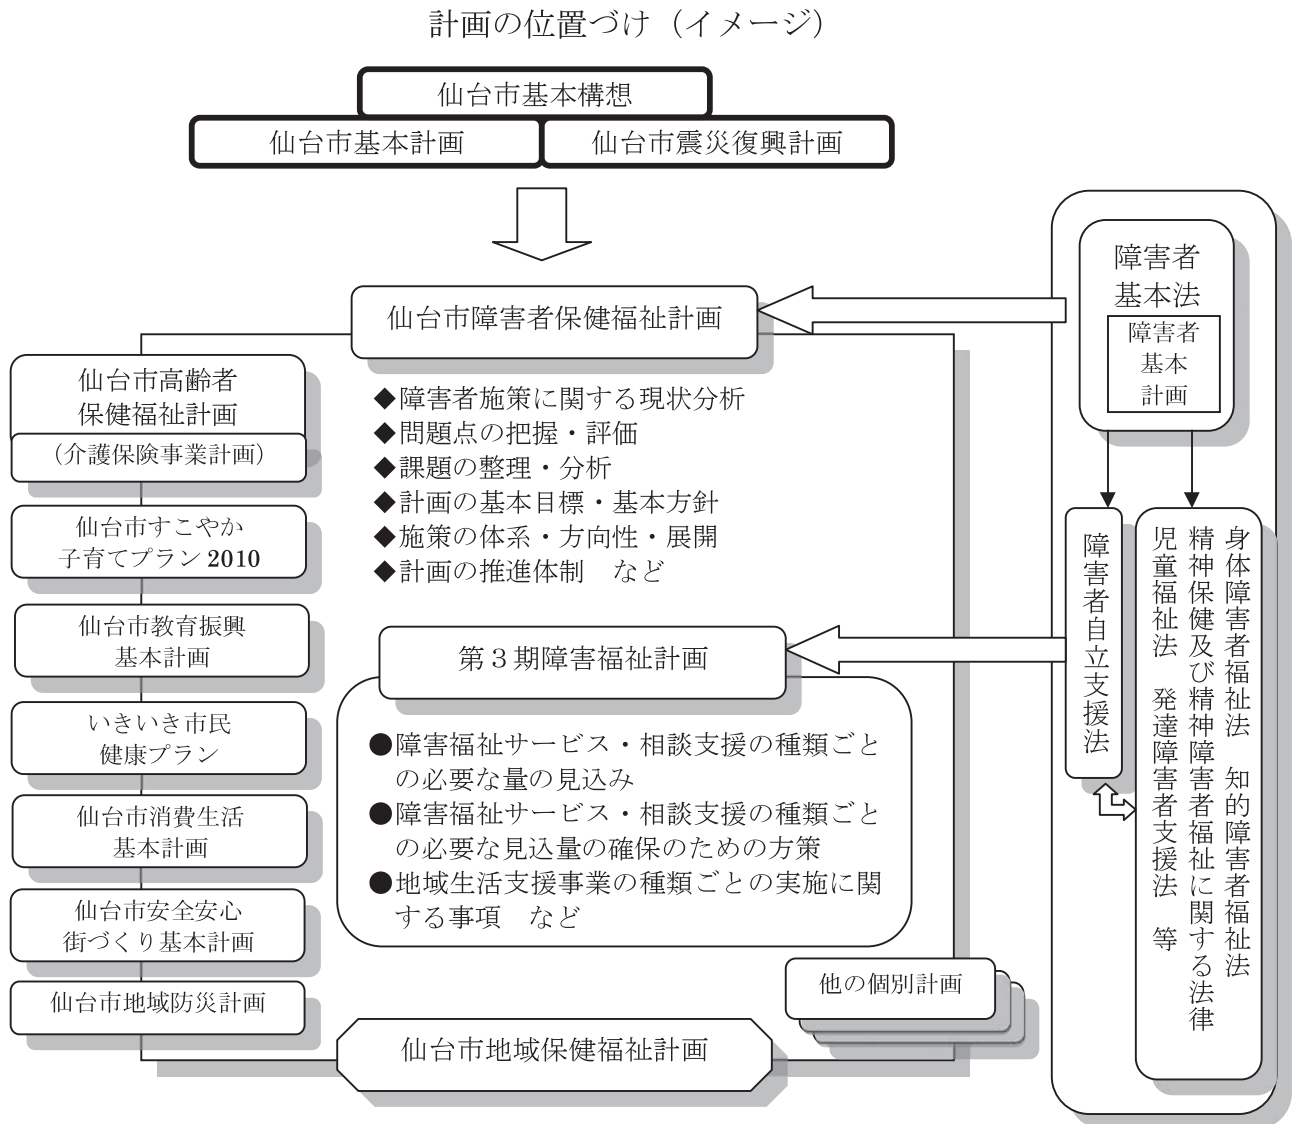 計画の位置づけ（イメージ）
仙台市基本構想
仙台市基本計画
仙台市震災復興計画
仙台市障害者保健福祉計画
◆障害者施策に関する現状分析
◆問題点の把握・評価
◆課題の整理・分析
◆計画の基本目標・基本方針
◆施策の体系・方向性・展開
◆計画の推進体制　など
第３期障害福祉計画
●障害福祉サービス・相談支援の種類ごと
の必要な量の見込み
●障害福祉サービス・相談支援の種類ごと
の必要な見込量の確保のための方策
●地域生活支援事業の種類ごとの実施に関
する事項　など
仙台市高齢者
保健福祉計画
（介護保険事業計画）
仙台市すこやか
子育てプラン 2010
仙台市教育振興
基本計画
いきいき市民
健康プラン
仙台市消費生活
基本計画
仙台市安全安心
街づくり基本計画
仙台市地域防災計画
仙台市地域保健福祉計画
他の個別計画
障害者
基本法
障害者
基本
計画
障害者自立支援法
身体障害者福祉法　知的障害者福祉法
精神保健及び精神障害者福祉に関する法律
児童福祉法　発達障害者支援法　等